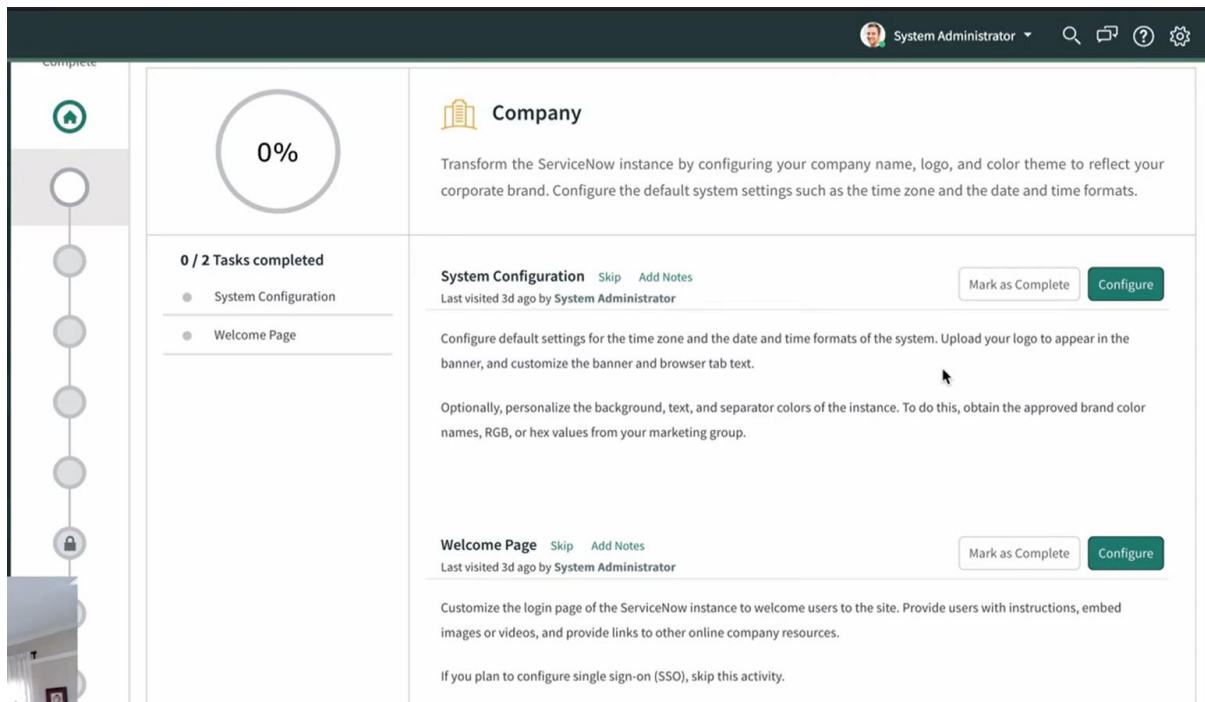 System Administrator
Complete
0%
Company
Transform the ServiceNow instance by configuring your company name, logo, and color theme to reflect your
corporate brand. Configure the default system settings such as the time zone and the date and time formats.
0 / 2 Tasks completed
System Configuration
Welcome Page
System Configuration Skip Add Notes
Last visited 3d ago by System Administrator
Mark as Complete Configure
Configure default settings for the time zone and the date and time formats of the system. Upload your logo to appear in the
banner, and customize the banner and browser tab text.
Optionally, personalize the background, text, and separator colors of the instance. To do this, obtain the approved brand color
names, RGB, or hex values from your marketing group.
Welcome Page Skip Add Notes
Last visited 3d ago by System Administrator
Mark as Complete Configure
Customize the login page of the ServiceNow instance to welcome users to the site. Provide users with instructions, embed
images or videos, and provide links to other online company resources.
If you plan to configure single sign-on (SSO), skip this activity.